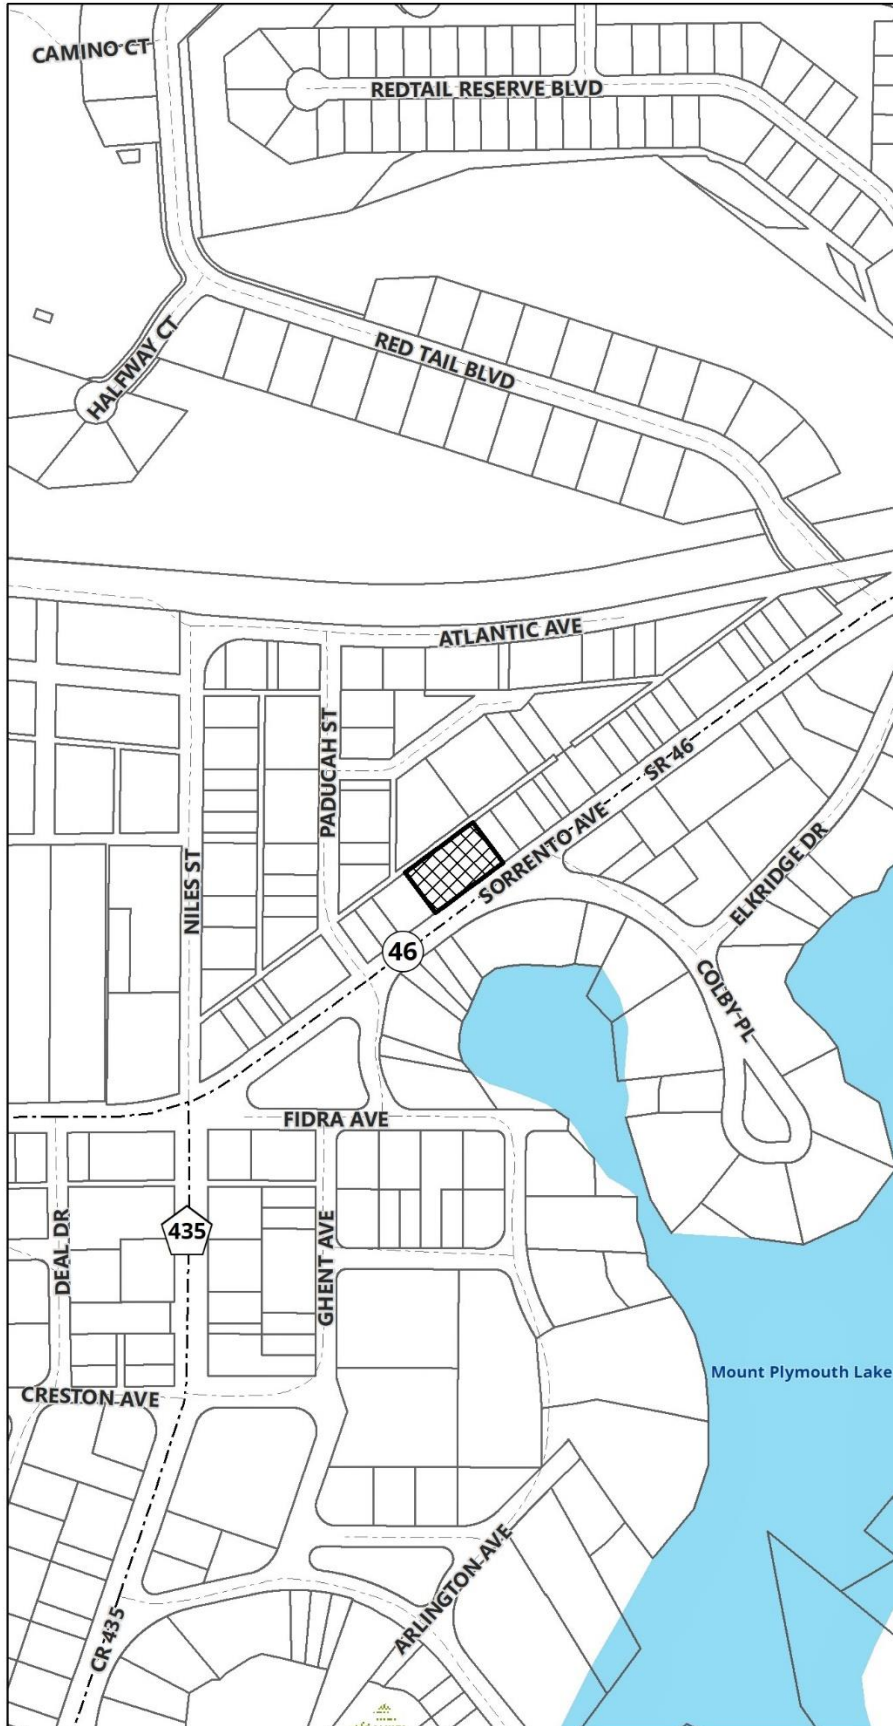 CAMINO CT
REDTAIL RESERVE BLVD
HALFWAY CT
RED TAIL BLVD
ATLANTIC AVE
PADUCAH ST
SR 46
NILES ST
SORRENTO AVE
ELKRIDGE DR
46
COLBY PL
FIDRA AVE
435
DEAL DR
GHENT AVE
Mount Plymouth Lake
CRESTON AVE
ARLINGTON AVE
CR 435